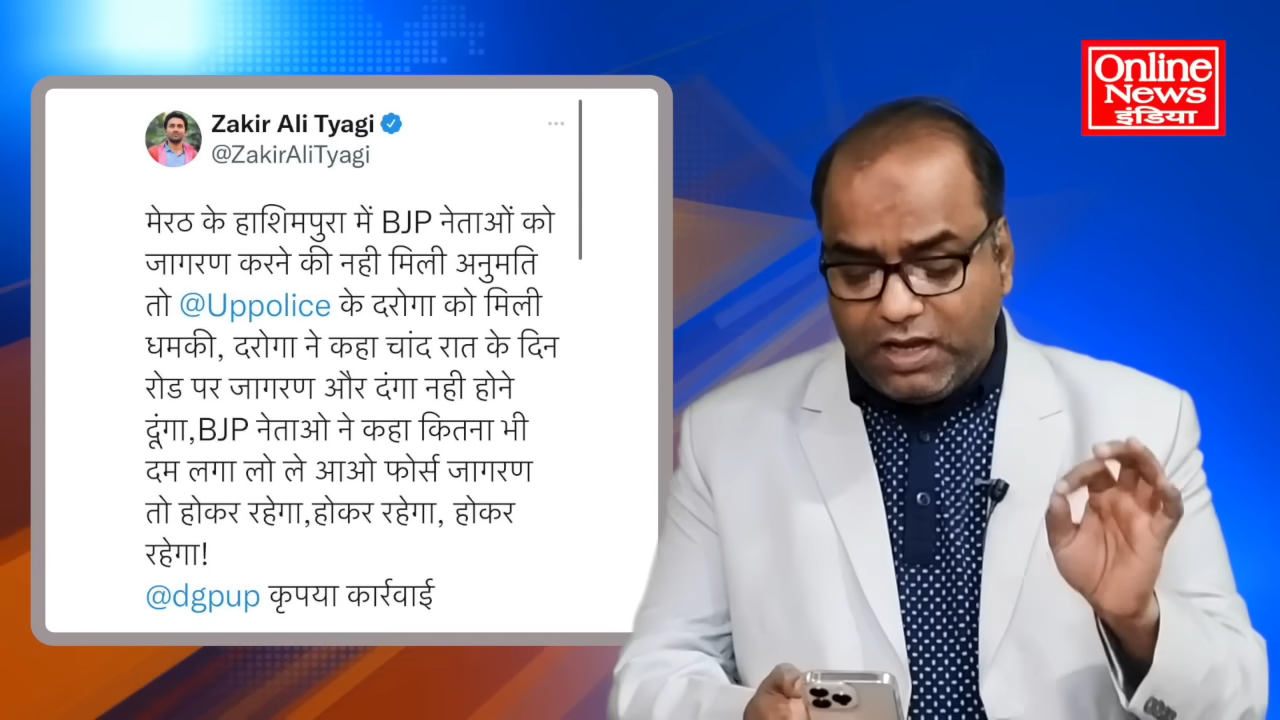 Zakir Ali Tyagi
@ZakirAliTyagi
मेरठ के हाशिमपुरा में BJP नेताओं को
जागरण करने की नही मिली अनुमति
तो @Uppolice के दरोगा को मिली
धमकी, दरोगा ने कहा चांद रात के दिन
रोड पर जागरण और दंगा नही होने
दूंगा,BJP नेताओ ने कहा कितना भी
दम लगा लो ले आओ फोर्स जागरण
तो होकर रहेगा,होकर रहेगा, होकर
रहेगा!
@dgpup कृपया कार्रवाई
Online
News
इंडिया